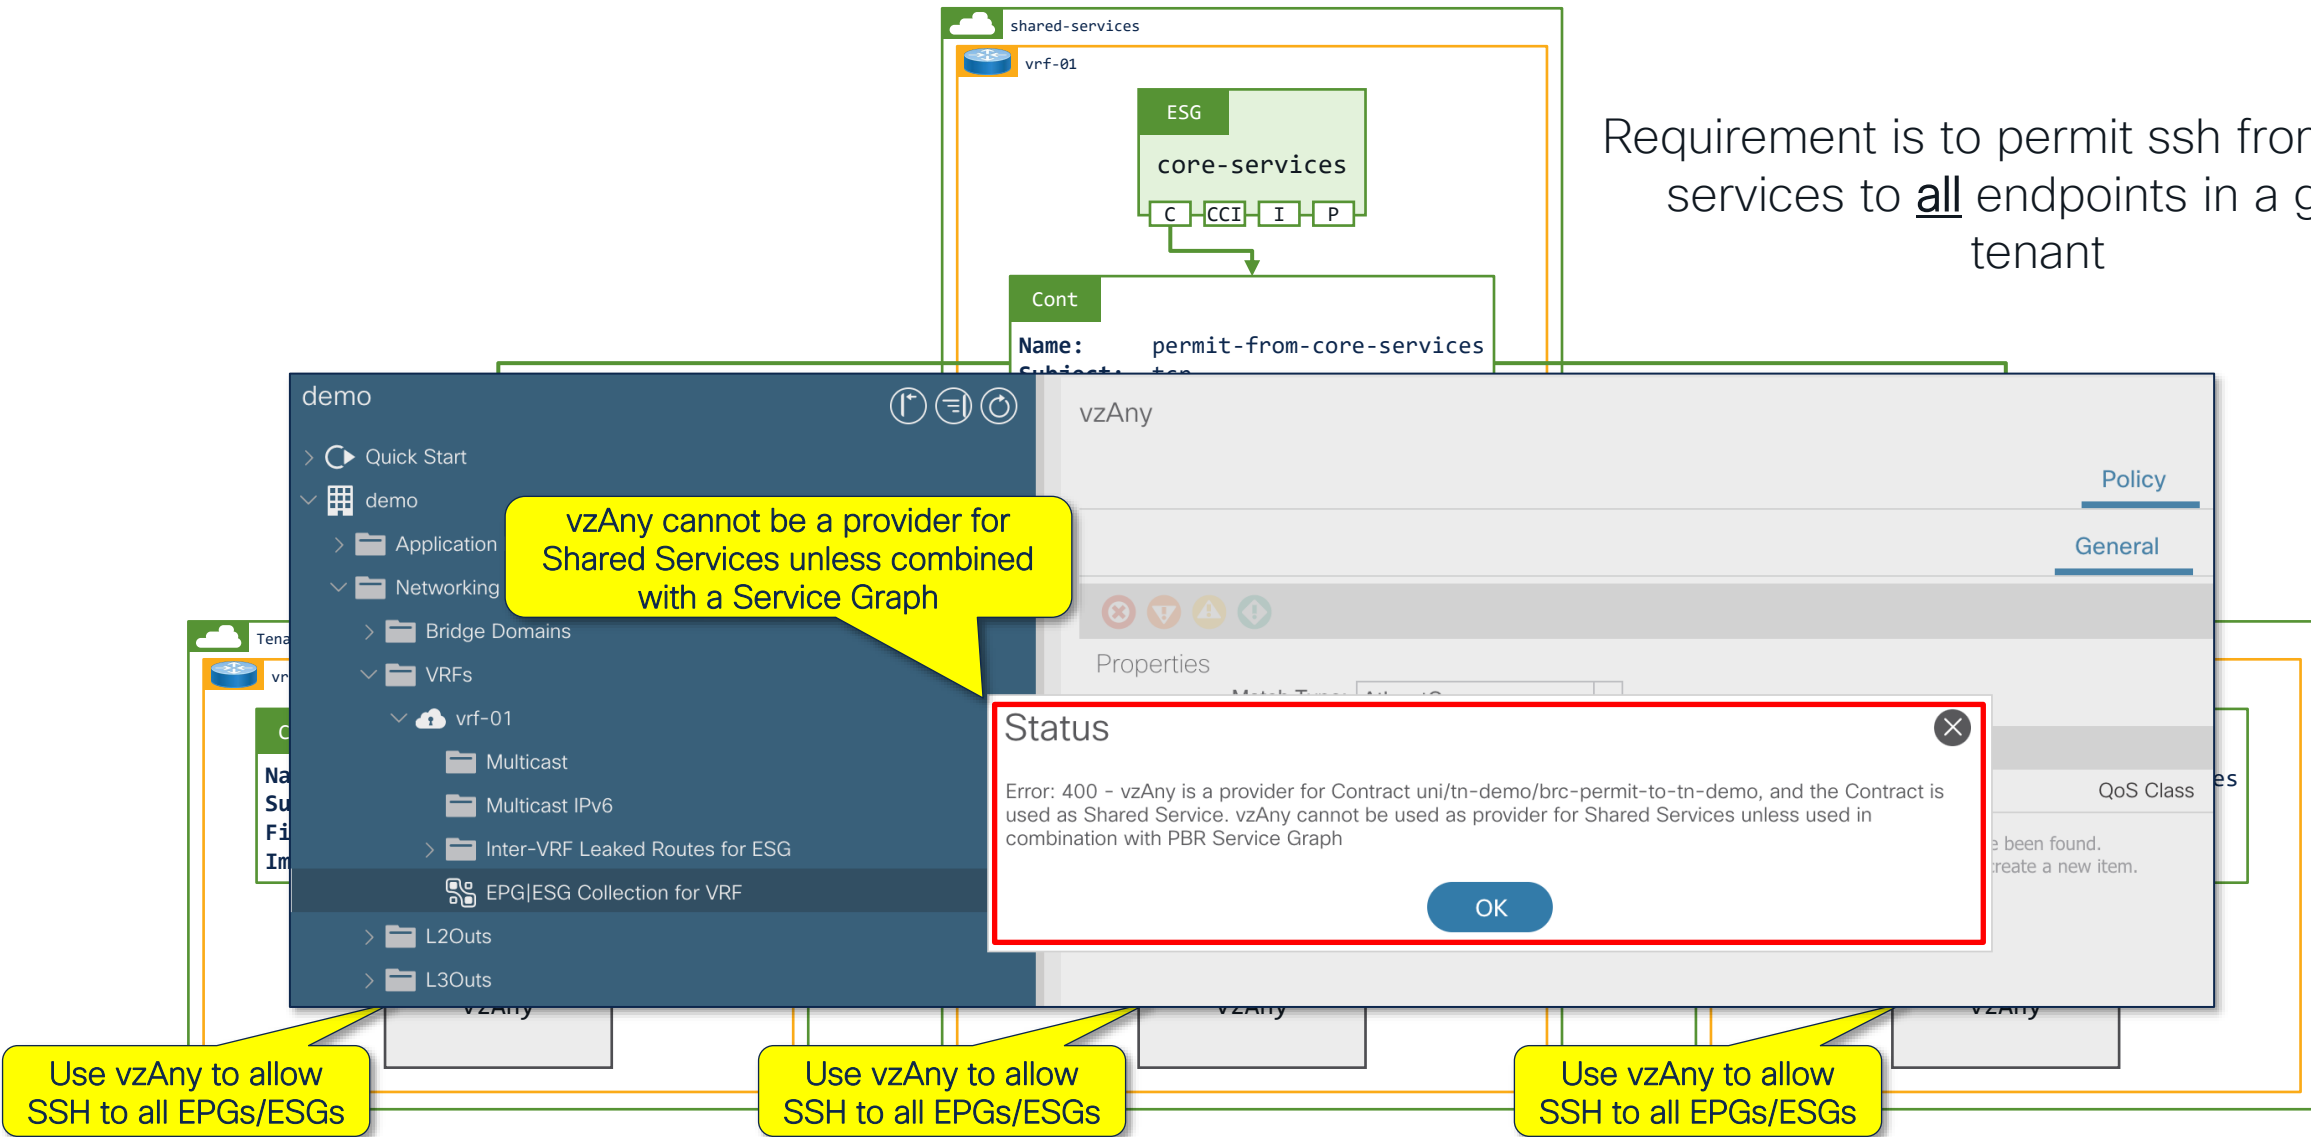 shared-services
vrf-01
ESG
core-services
C CCI I P
Requirement is to permit ssh
services to all endpoints in a
tenant
Cont
Name: permit-from-core-services
Subject: tcp
demo
vzAny
Quick Start
Policy
demo
vzAny cannot be a provider for
Shared Services unless combined
with a Service Graph
Application
General
Networking
Bridge Domains
Properties
VRFs
vrf-01
Multicast
Multicast IPv6
Inter-VRF Leaked Routes for ESG
EPG|ESG Collection for VRF
L2Outs
L3Outs
Status
Error: 400 - vzAny is a provider for Contract uni/tn-demo/brc-permit-to-tn-demo, and the Contract is
used as Shared Service. vzAny cannot be used as provider for Shared Services unless used in
combination with PBR Service Graph
OK
QoS Class
been found.
create a new item.
vzAny
vzAny
vzAny
Use vzAny to allow
SSH to all EPGs/ESGs
Use vzAny to allow
SSH to all EPGs/ESGs
Use vzAny to allow
SSH to all EPGs/ESGs